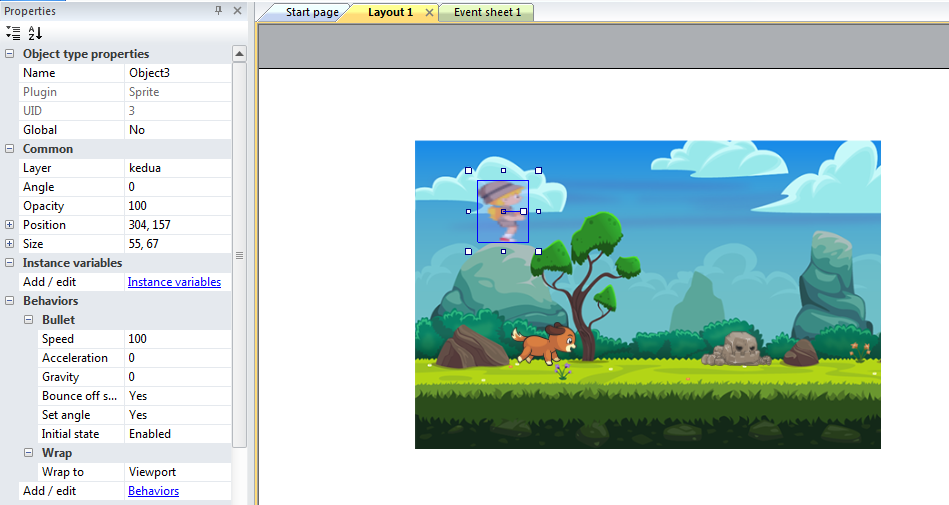 Properties
Start page
Layout 1
Event sheet 1
Object type properties
Name Object3
Plugin Sprite
UID 3
Global No
Common
Layer kedua
Angle 0
Opacity 100
Position 304, 157
Size 55, 67
Instance variables
Add / edit Instance variables
Behaviors
Bullet
Speed 100
Acceleration 0
Gravity 0
Bounce off s... Yes
Set angle Yes
Initial state Enabled
Wrap
Wrap to Viewport
Add / edit Behaviors